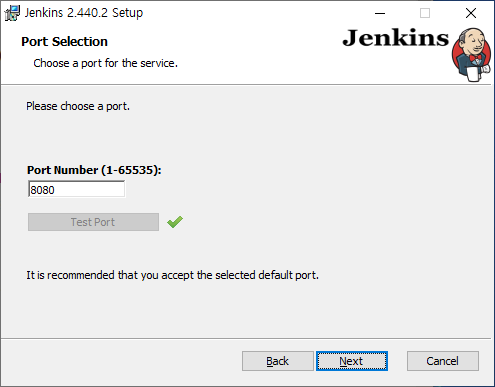 Jenkins 2.440.2 Setup
Port Selection
Choose a port for the service.
Jenkins
Please choose a port.
Port Number (1-65535):
8080
Test Port
It is recommended that you accept the selected default port.
Back
Next
Cancel